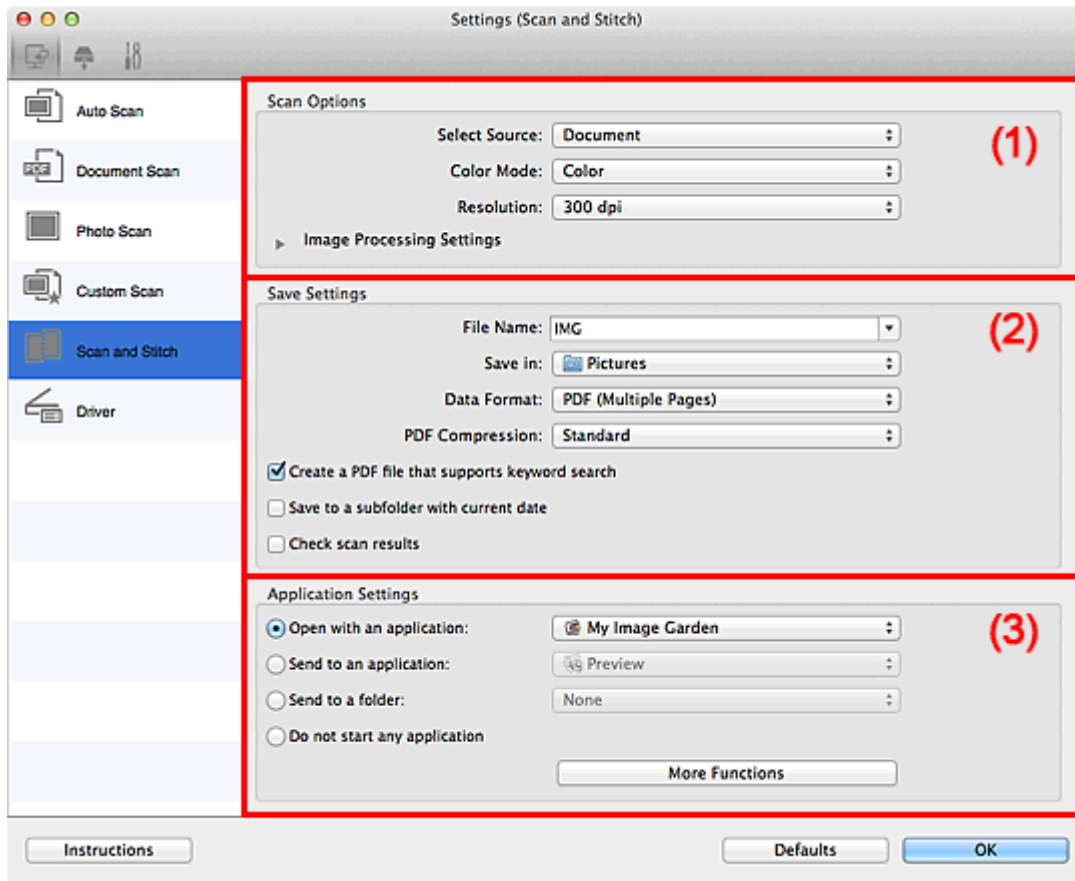 Settings (Scan and Stitch)
Auto Scan
PDF
Document Scan
Photo Scan
Custom Scan
Scan and Stitch
Driver
Scan Options
(1)
Select Source: Document
Color Mode: Color
Resolution: 300 dpi
Image Processing Settings
Save Settings
(2)
File Name: IMG
Save in: Pictures
Data Format: PDF (Multiple Pages)
PDF Compression: Standard
Create a PDF file that supports keyword search
Save to a subfolder with current date
Check scan results
Application Settings
(3)
Open with an application: My Image Garden
Send to an application: Preview
Send to a folder: None
Do not start any application
More Functions
Instructions Defaults OK